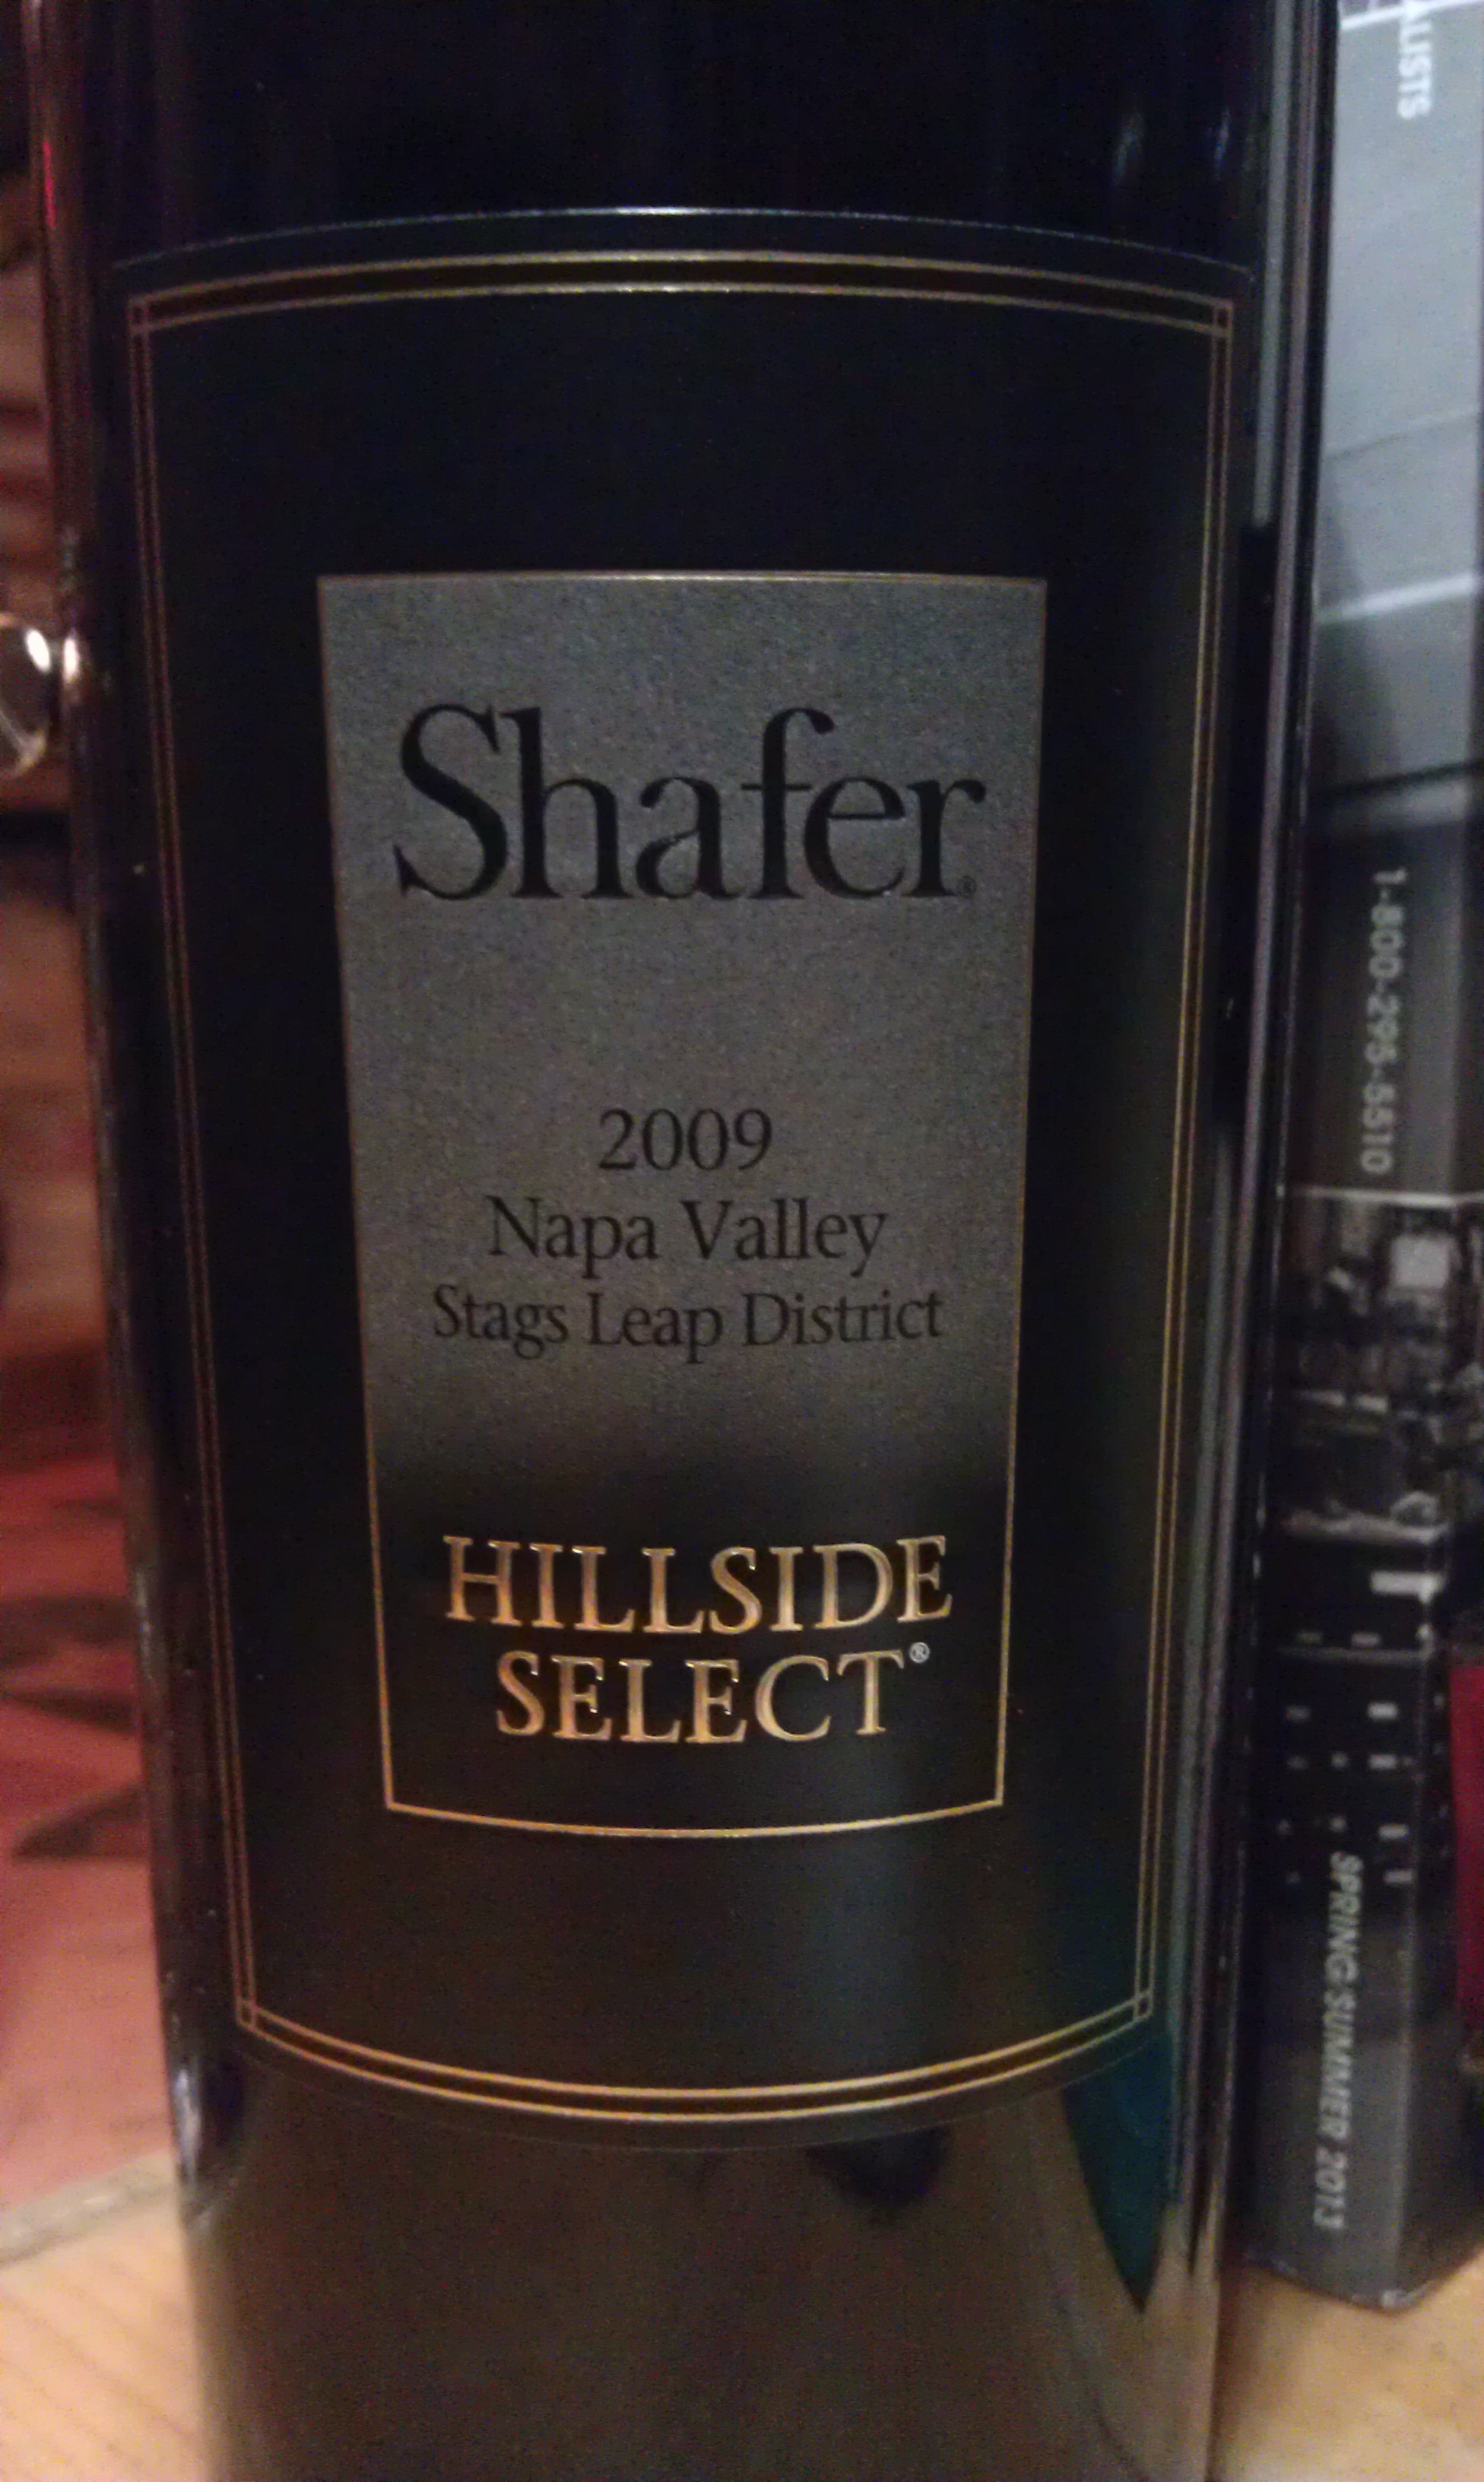 Shafer®
2009
Napa Valley
Stags Leap District
HILLSIDE
SELECT®
1-800-295-5510
SPRING/SUMMER 2013